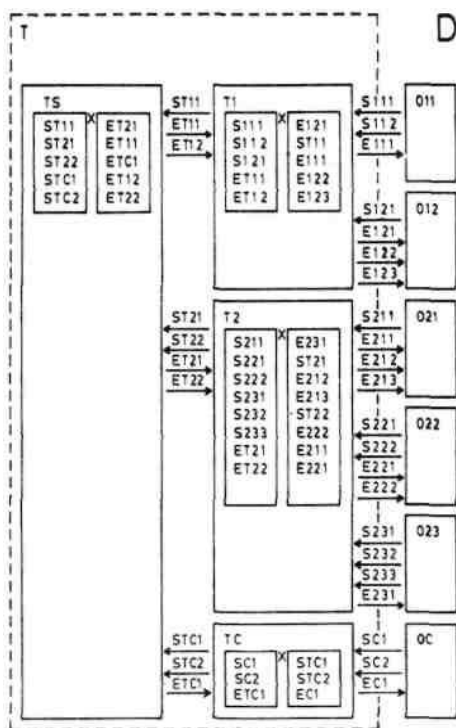 T
D
TS
ST11
ST21
ST22
STC1
STC2
X
ET21
ET11
ETC1
ET12
ET22
ST11
ET11
ET12
T1
S111
S112
S121
ET11
ET12
X
E121
ST11
E111
E122
E123
S111
S112
E111
O11
S121
E121
E122
E123
O12
ST21
ST22
ET21
ET22
T2
S211
S221
S222
S231
S232
S233
ET21
ET22
X
E231
ST21
E212
E213
ST22
E222
E211
E221
S211
E211
E212
E213
O21
S221
S222
E221
E222
O22
S231
S232
S233
E231
O23
STC1
STC2
ETC1
TC
SC1
SC2
ETC1
X
STC1
STC2
EC1
SC1
SC2
EC1
OC